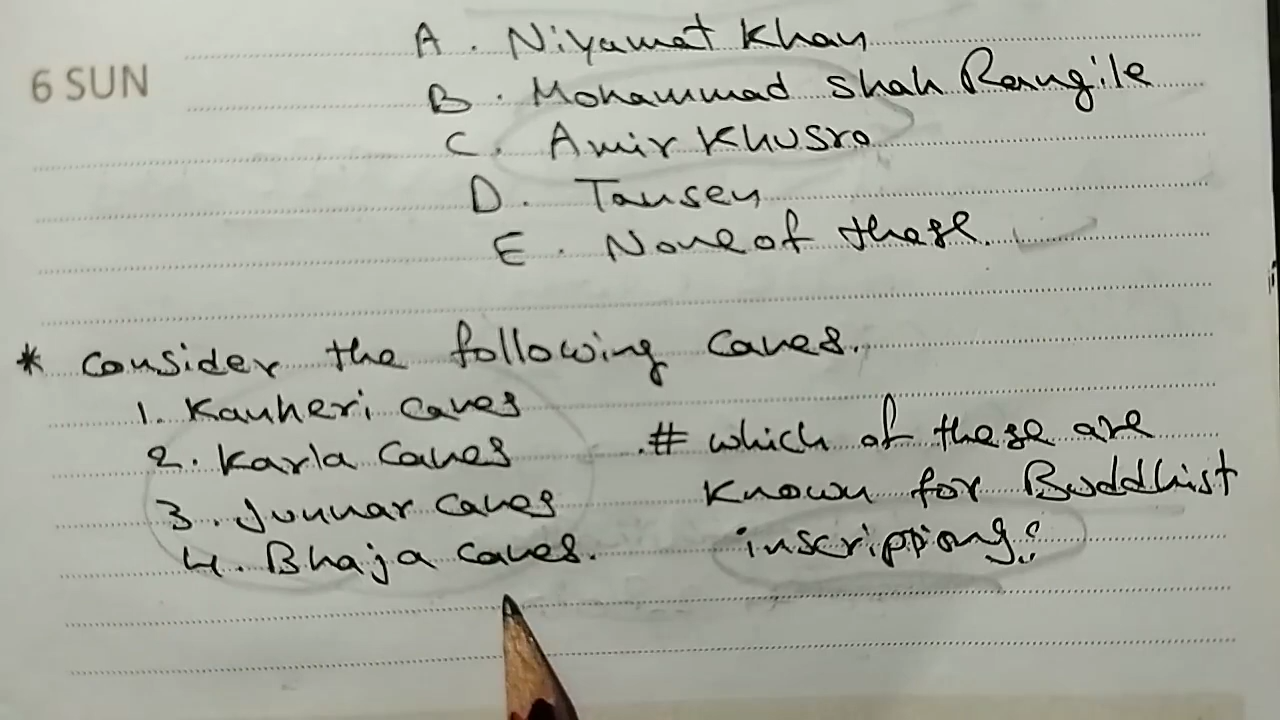 A. Niyamat Khan
6 SUN
B. Mohammad Shah Rangile
C. Amir Khusro
D. Tansen
E. None of these.
* Consider the following caves.
1. Kanheri caves
2. Karla caves
3. Junnar caves
4. Bhaja caves.
# which of these are
known for Buddhist
inscriptions?